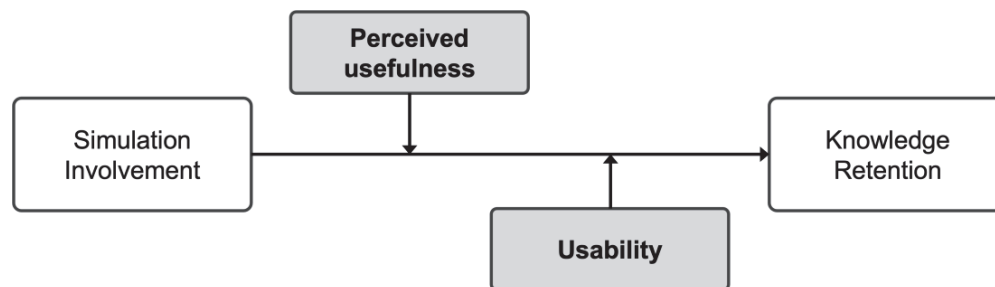 Perceived
usefulness
Simulation
Involvement
Knowledge
Retention
Usability